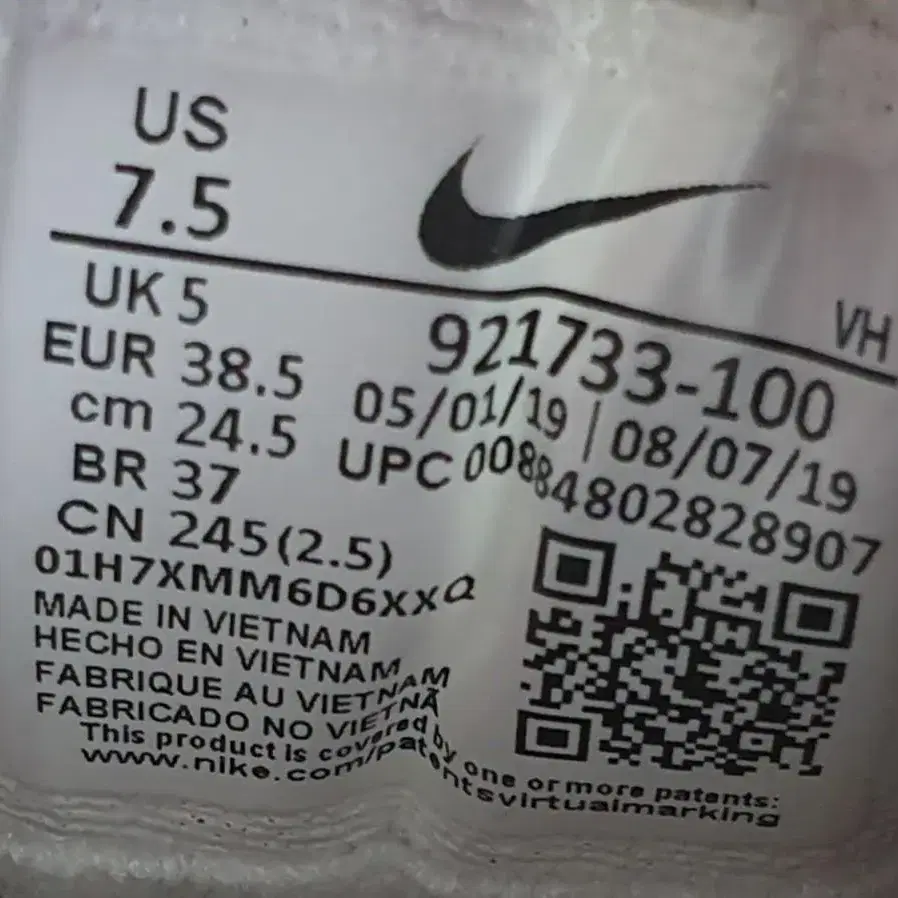 US
7.5
UK 5
EUR 38.5
cm 24.5
BR 37
CN 245(2.5)
VH
921733-100
05/01/19 | 08/07/19
UPC 00884802828907
01H7XMM6D6XXQ
MADE IN VIETNAM
HECHO EN VIETNAM
FABRIQUE AU VIETNAM
FABRICADO NO VIETNÃ
This product is covered by one or more patents:
www.nike.com/patentsvirtualmarking